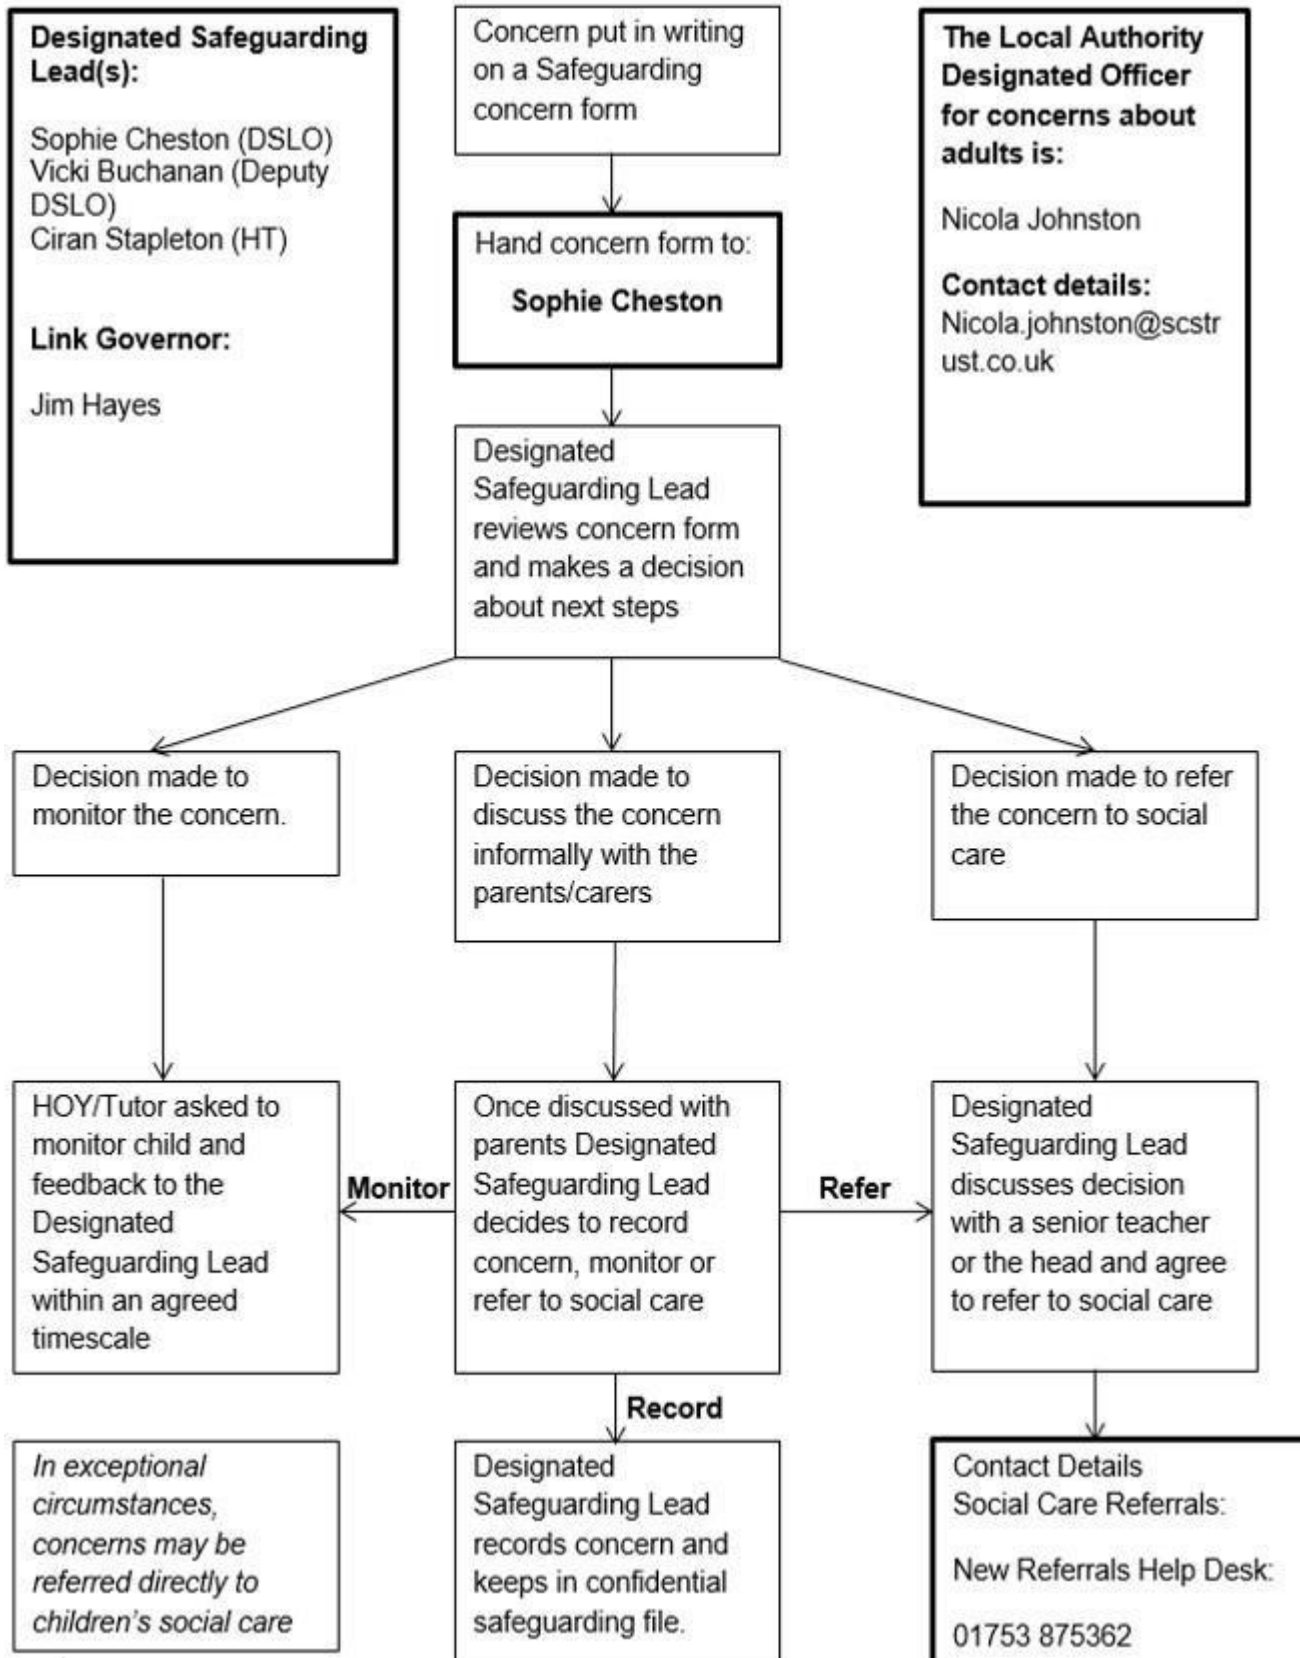 Designated Safeguarding
Lead(s):
Sophie Cheston (DSLO)
Vicki Buchanan (Deputy
DSLO)
Ciran Stapleton (HT)
Link Governor:
Jim Hayes
Concern put in writing
on a Safeguarding
concern form
The Local Authority
Designated Officer
for concerns about
adults is:
Nicola Johnston
Contact details:
Nicola.johnston@scstr
ust.co.uk
Hand concern form to:
Sophie Cheston
Designated
Safeguarding Lead
reviews concern form
and makes a decision
about next steps
Decision made to
monitor the concern.
Decision made to
discuss the concern
informally with the
parents/carers
Decision made to refer
the concern to social
care
HOY/Tutor asked to
monitor child and
feedback to the
Designated
Safeguarding Lead
within an agreed
timescale
Monitor
Once discussed with
parents Designated
Safeguarding Lead
decides to record
concern, monitor or
refer to social care
Refer
Designated
Safeguarding Lead
discusses decision
with a senior teacher
or the head and agree
to refer to social care
Record
In exceptional
circumstances,
concerns may be
referred directly to
children’s social care
Designated
Safeguarding Lead
records concern and
keeps in confidential
safeguarding file.
Contact Details
Social Care Referrals:
New Referrals Help Desk:
01753 875362